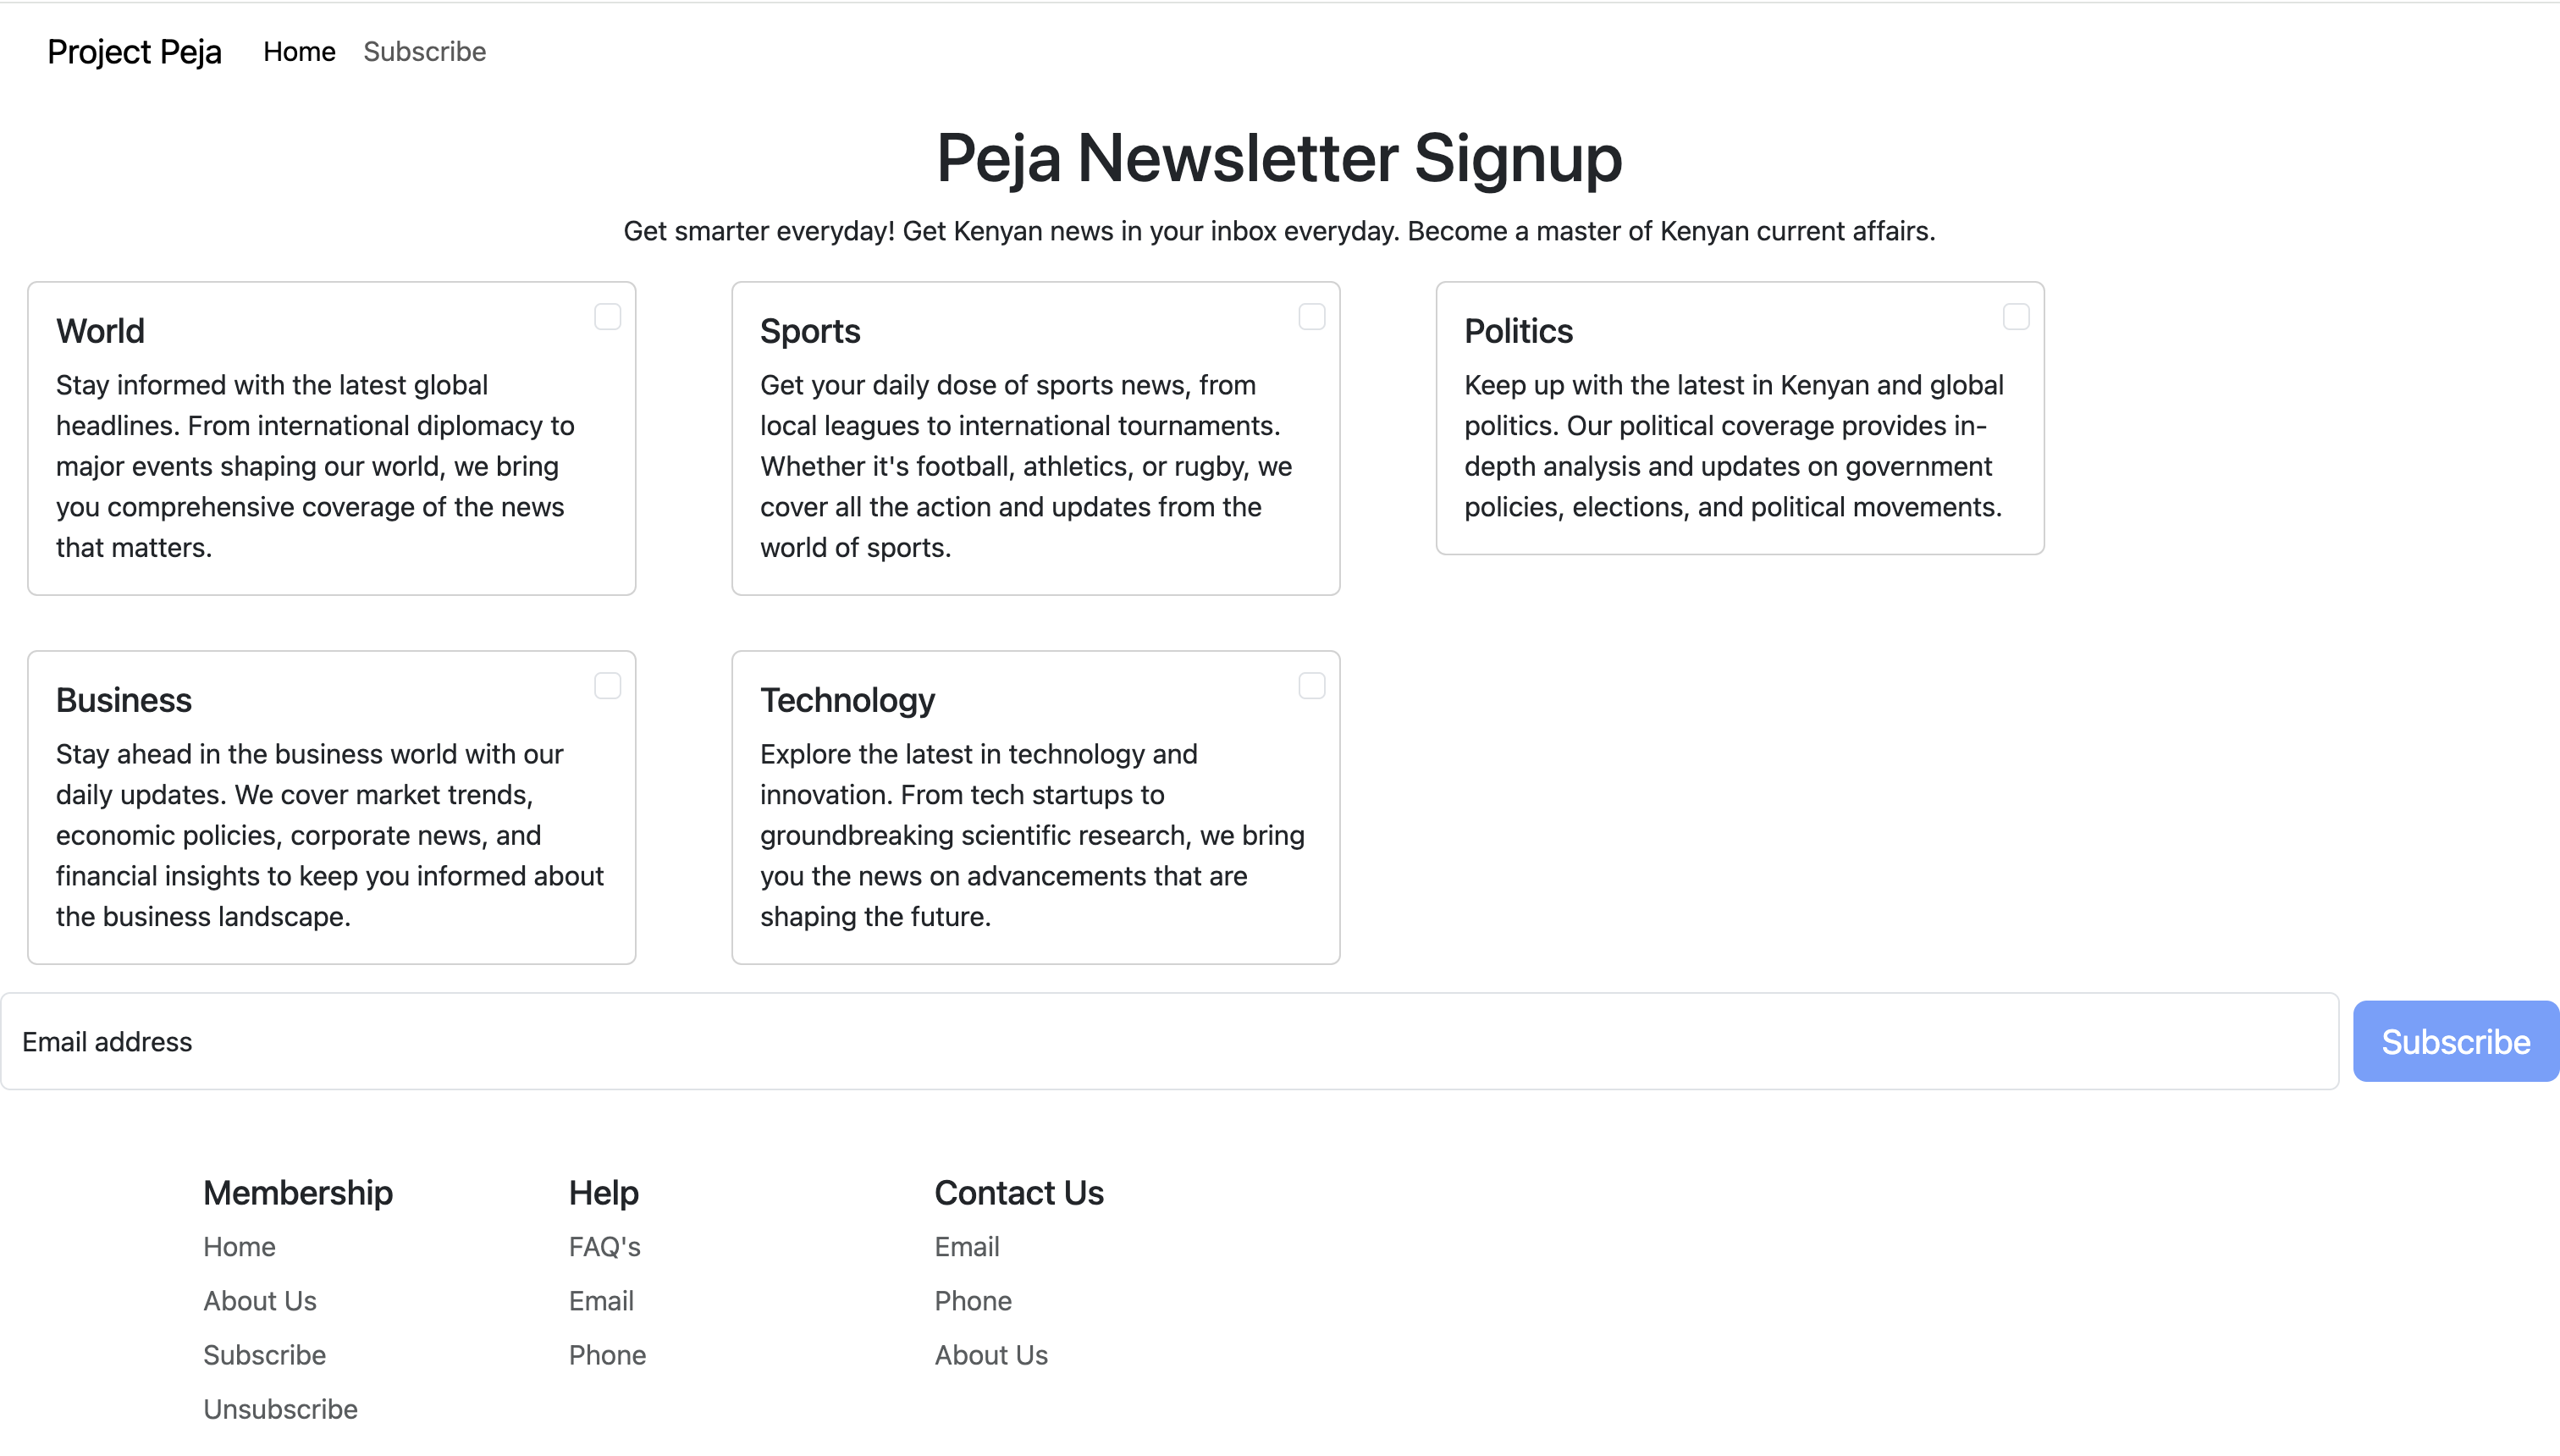 Project Peja Home Subscribe
Peja Newsletter Signup
Get smarter everyday! Get Kenyan news in your inbox everyday. Become a master of Kenyan current affairs.
World
Stay informed with the latest global
headlines. From international diplomacy to
major events shaping our world, we bring
you comprehensive coverage of the news
that matters.
Sports
Get your daily dose of sports news, from
local leagues to international tournaments.
Whether it's football, athletics, or rugby, we
cover all the action and updates from the
world of sports.
Politics
Keep up with the latest in Kenyan and global
politics. Our political coverage provides in-
depth analysis and updates on government
policies, elections, and political movements.
Business
Stay ahead in the business world with our
daily updates. We cover market trends,
economic policies, corporate news, and
financial insights to keep you informed about
the business landscape.
Technology
Explore the latest in technology and
innovation. From tech startups to
groundbreaking scientific research, we bring
you the news on advancements that are
shaping the future.
Email address
Subscribe
Membership
Home
About Us
Subscribe
Unsubscribe
Help
FAQ's
Email
Phone
Contact Us
Email
Phone
About Us